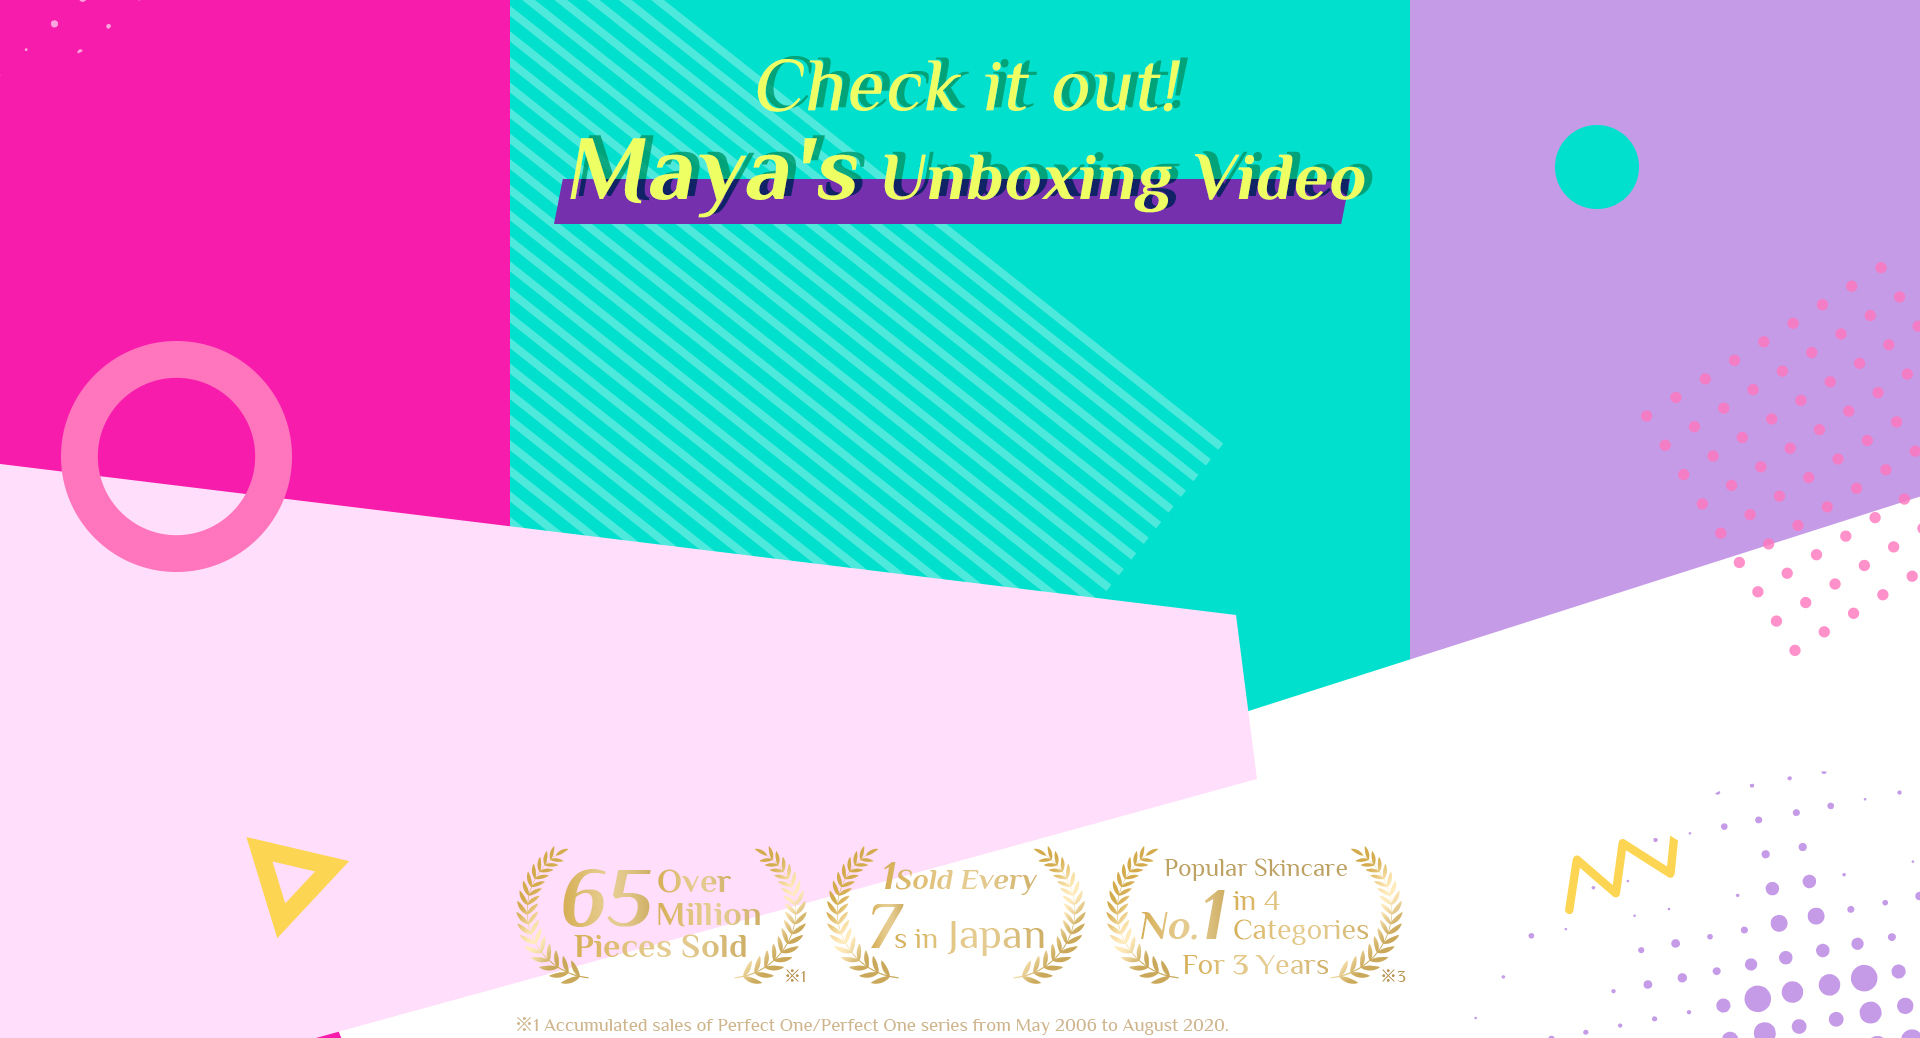 Check it out!
Maya's Unboxing Video
65 Over
Million
Pieces Sold
※1
1Sold Every
7s in Japan
Popular Skincare
No.1 in 4
Categories
For 3 Years
※3
※1 Accumulated sales of Perfect One/Perfect One series from May 2006 to August 2020.